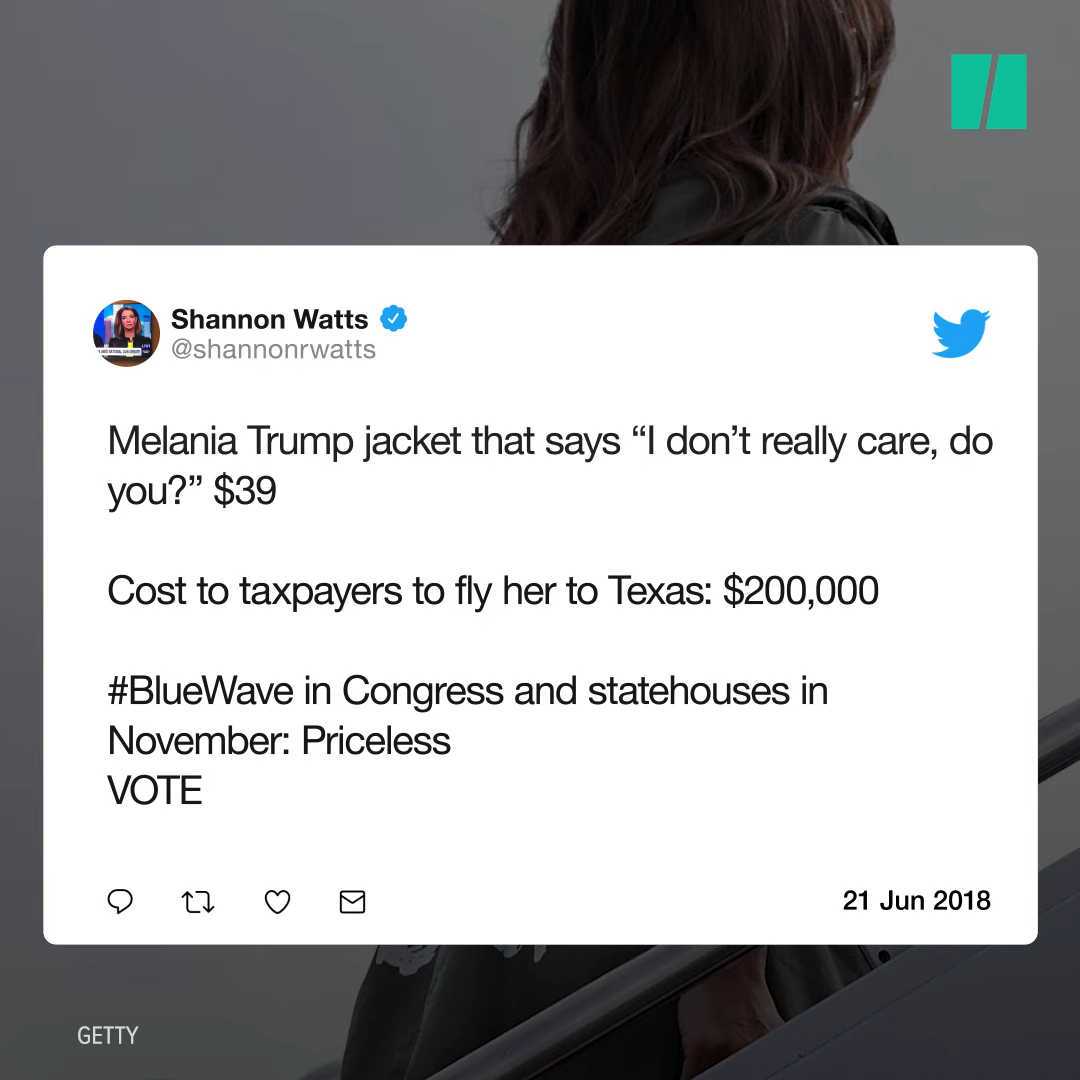 Shannon Watts
@shannonrwatts
Melania Trump jacket that says “I don’t really care, do
you?” $39
Cost to taxpayers to fly her to Texas: $200,000
#BlueWave in Congress and statehouses in
November: Priceless
VOTE
21 Jun 2018
GETTY